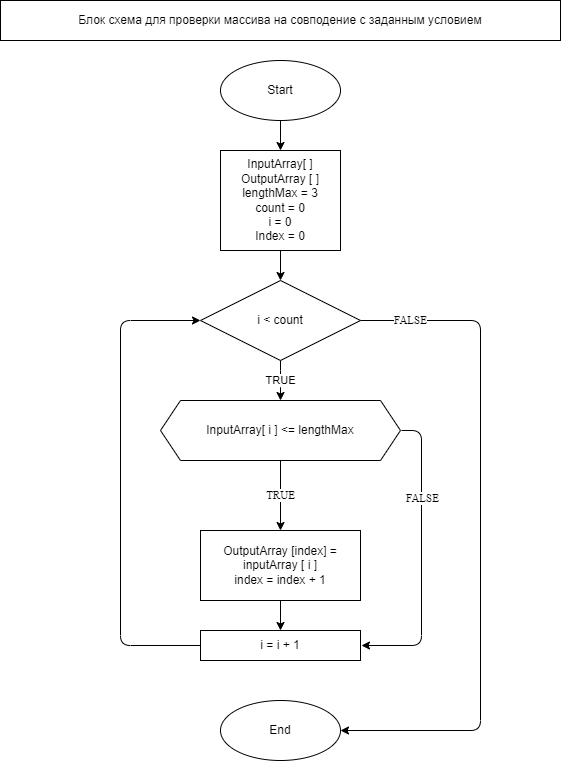 Блок схема для проверки массива на совподение с заданным условием
Start
InputArray[ ]
OutputArray [ ]
lengthMax = 3
count = 0
i = 0
Index = 0
i < count
FALSE
TRUE
InputArray[ i ] <= lengthMax
TRUE
FALSE
OutputArray [index] =
inputArray [ i ]
index = index + 1
i = i + 1
End